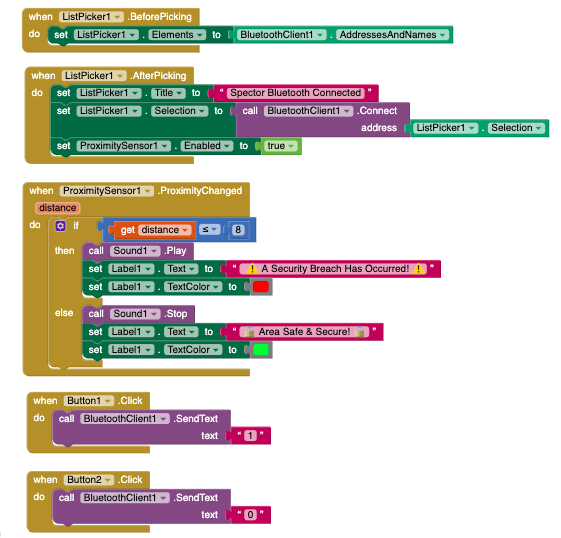 when ListPicker1 .BeforePicking
do set ListPicker1 . Elements to BluetoothClient1 . AddressesAndNames
when ListPicker1 .AfterPicking
do set ListPicker1 . Title to " Spector Bluetooth Connected "
set ListPicker1 . Selection to call BluetoothClient1 .Connect
address ListPicker1 . Selection
set ProximitySensor1 . Enabled to true
when ProximitySensor1 .ProximityChanged
distance
do if get distance ≤ 8
then call Sound1 .Play
set Label1 . Text to " ⚠️ A Security Breach Has Occurred! ⚠️ "
set Label1 . TextColor to
else call Sound1 .Stop
set Label1 . Text to " Area Safe & Secure! "
set Label1 . TextColor to
when Button1 .Click
do call BluetoothClient1 .SendText
text " 1 "
when Button2 .Click
do call BluetoothClient1 .SendText
text " 0 "